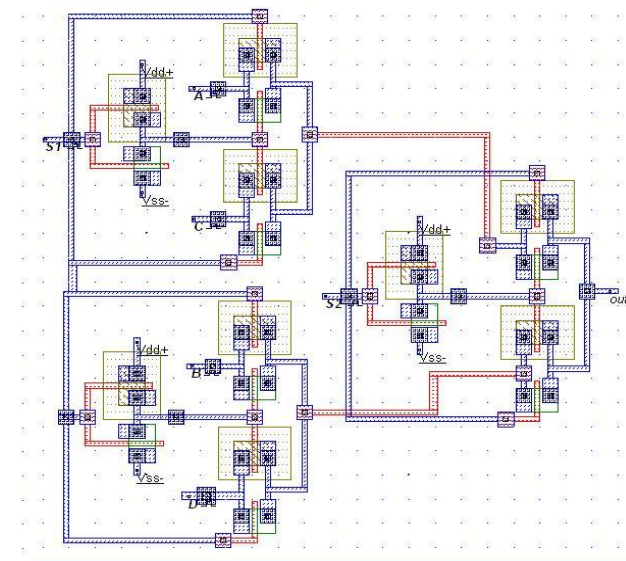 Vdd+
A
S1
Vss-
C
Vdd+
S2
out
Vss-
Vdd+
B
Vss-
D